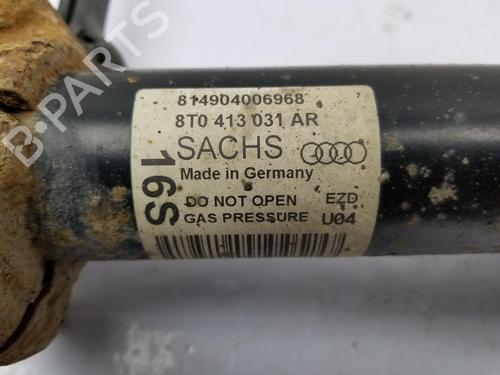 814904006968
8T0 413 031 AR
SACHS
Made in Germany
16S
DO NOT OPEN EZD
GAS PRESSURE U04
B-PARTS